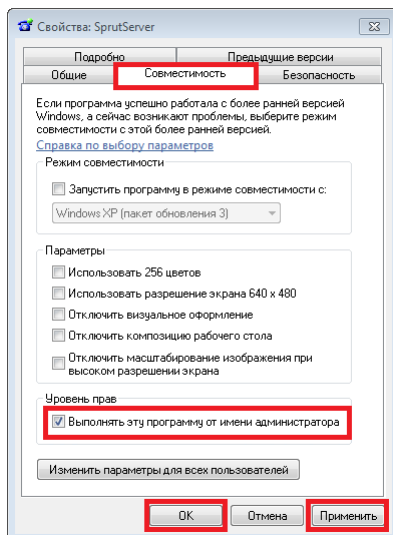 Свойства: SprutServer
Подробно Предыдущие версии
Общие Совместимость Безопасность
Если программа успешно работала с более ранней версией
Windows, а сейчас возникают проблемы, выберите режим
совместимости с этой более ранней версией.
Справка по выбору параметров
Режим совместимости
Запустить программу в режиме совместимости с:
Windows XP (пакет обновления 3)
Параметры
Использовать 256 цветов
Использовать разрешение экрана 640 x 480
Отключить визуальное оформление
Отключить композицию рабочего стола
Отключить масштабирование изображения при
высоком разрешении экрана
Уровень прав
Выполнять эту программу от имени администратора
Изменить параметры для всех пользователей
OK Отмена Применить